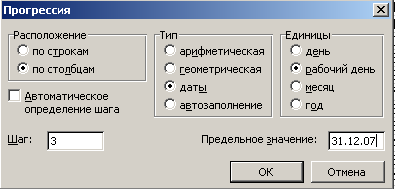 Прогрессия
Расположение
по строкам
по столбцам
Автоматическое
определение шага
Тип
арифметическая
геометрическая
даты
автозаполнение
Единицы
день
рабочий день
месяц
год
Шаг: 3
Предельное значение: 31.12.07
ОК
Отмена